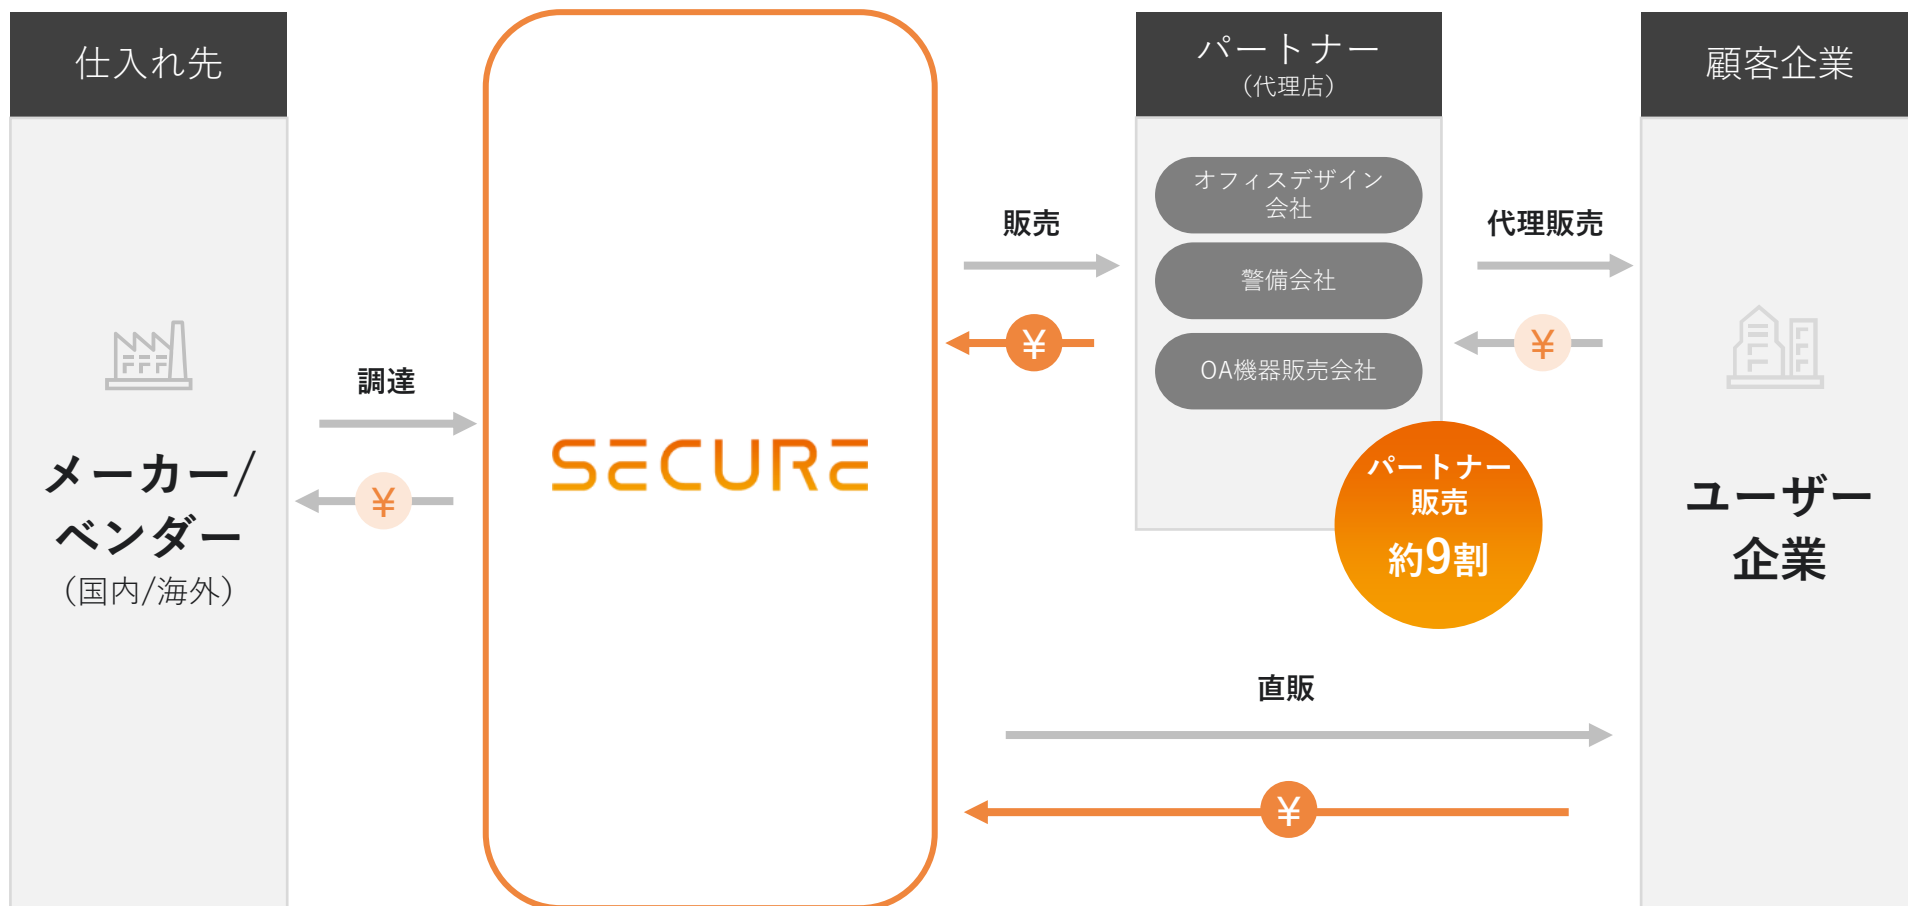 仕入れ先
メーカー/
ベンダー
（国内/海外）
調達
¥
SECURE
販売
¥
パートナー
（代理店）
オフィスデザイン
会社
警備会社
OA機器販売会社
パートナー
販売
約9割
代理販売
¥
直販
¥
顧客企業
ユーザー
企業